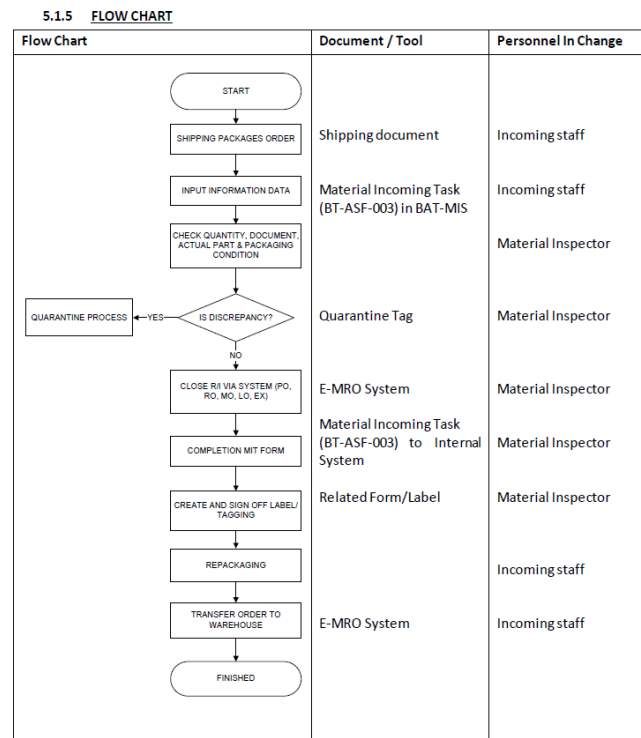 5.1.5 FLOW CHART
Flow Chart
Document / Tool
Personnel In Change
START
SHIPPING PACKAGES ORDER
Shipping document
Incoming staff
INPUT INFORMATION DATA
Material Incoming Task
(BT-ASF-003) in BAT-MIS
Incoming staff
CHECK QUANTITY, DOCUMENT,
ACTUAL PART & PACKAGING
CONDITION
Material Inspector
QUARANTINE PROCESS
YES
IS DISCREPANCY?
Quarantine Tag
Material Inspector
NO
CLOSE R/I VIA SYSTEM (PO,
RO, MO, LO, EX)
E-MRO System
Material Inspector
COMPLETION MIT FORM
Material Incoming Task
(BT-ASF-003) to Internal
System
Material Inspector
CREATE AND SIGN OFF LABEL/
TAGGING
Related Form/Label
Material Inspector
REPACKAGING
Incoming staff
TRANSFER ORDER TO
WAREHOUSE
E-MRO System
Incoming staff
FINISHED